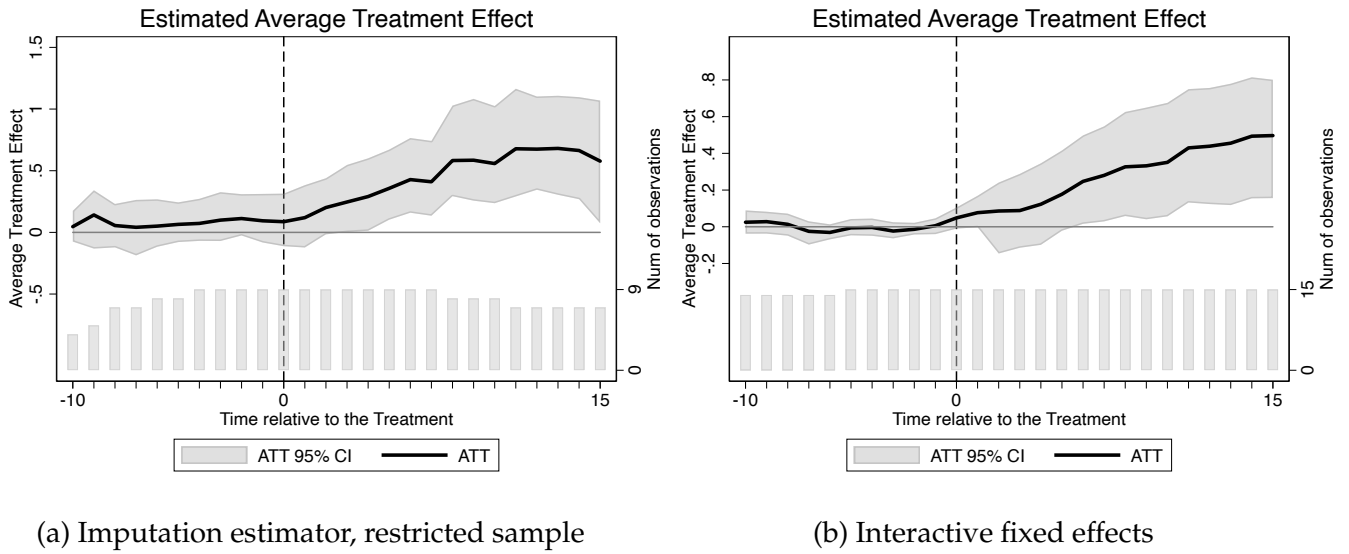 Estimated Average Treatment Effect
Average Treatment Effect
1.5
1
.5
0
-.5
Num of observations
9
0
-10
0
15
Time relative to the Treatment
ATT 95% CI
ATT
(a) Imputation estimator, restricted sample
Estimated Average Treatment Effect
Average Treatment Effect
.8
.6
.4
.2
0
-.2
Num of observations
15
0
-10
0
15
Time relative to the Treatment
ATT 95% CI
ATT
(b) Interactive fixed effects